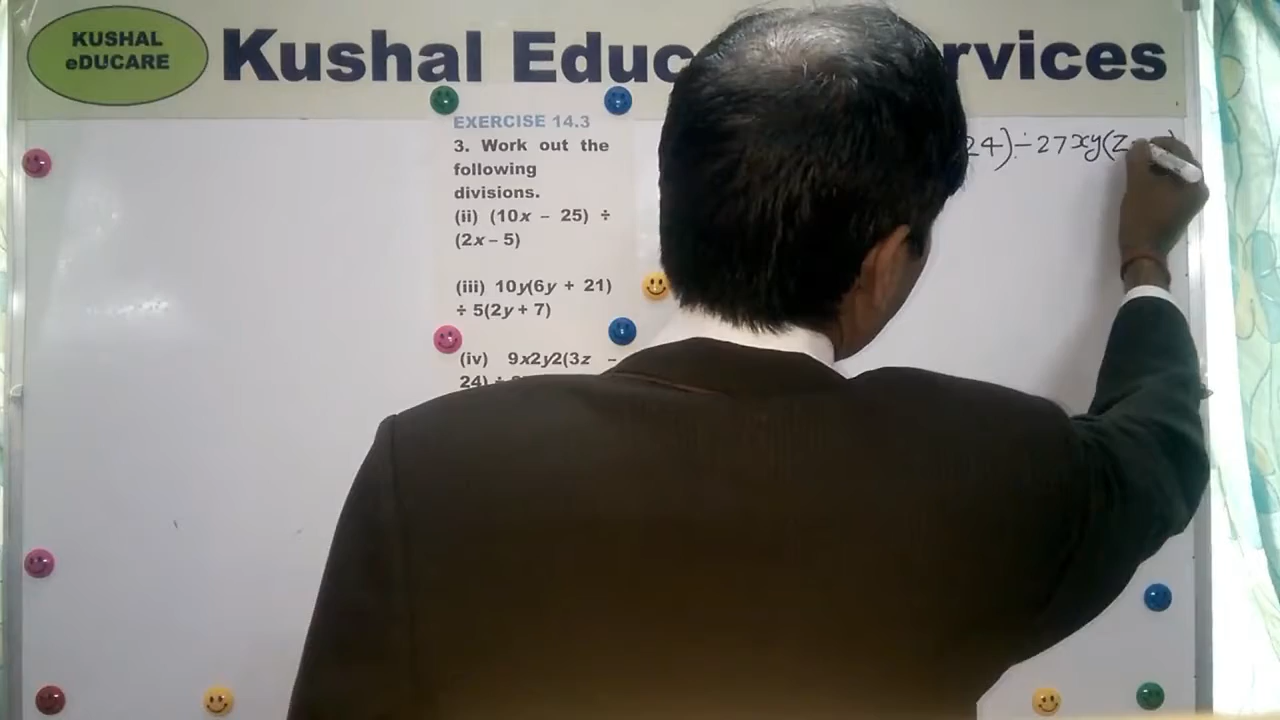 KUSHAL
eDUCARE
Kushal Educ rvices
EXERCISE 14.3
3. Work out the
following
divisions.
(ii) (10x – 25) ÷
(2x – 5)
(iii) 10y(6y + 21)
÷ 5(2y + 7)
(iv) 9x2y2(3z –
24) ÷
24) ÷ 27xy(z